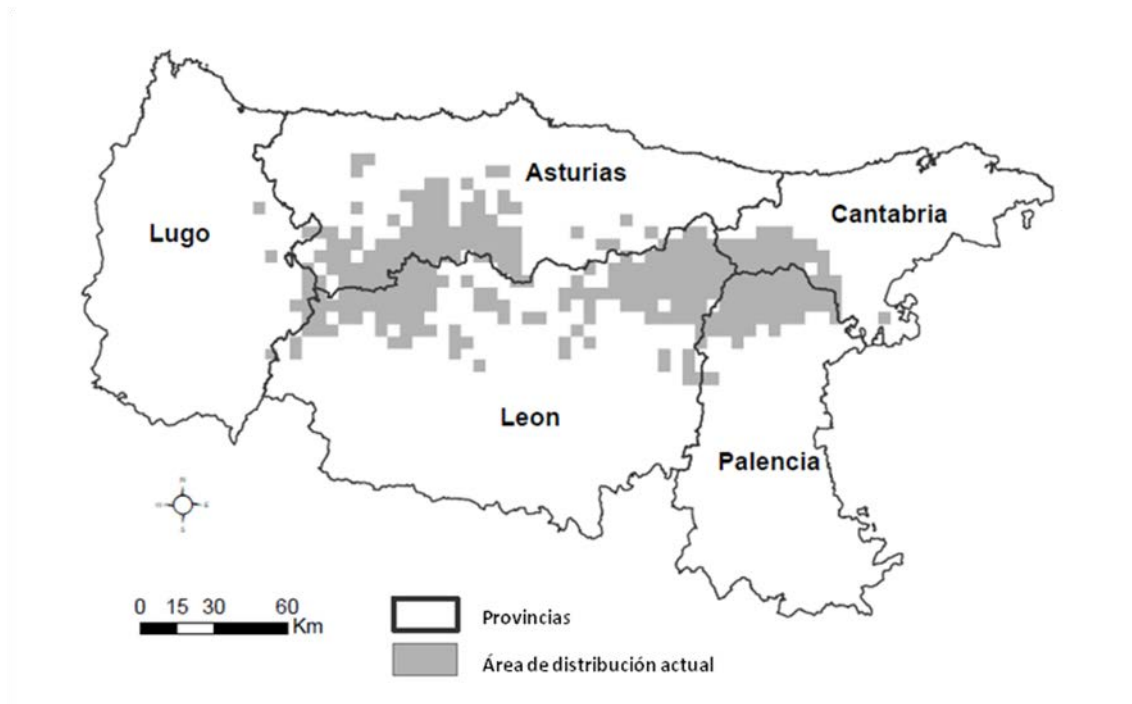 Asturias
Cantabria
Lugo
Leon
Palencia
0 15 30 60
Km
Provincias
Área de distribución actual